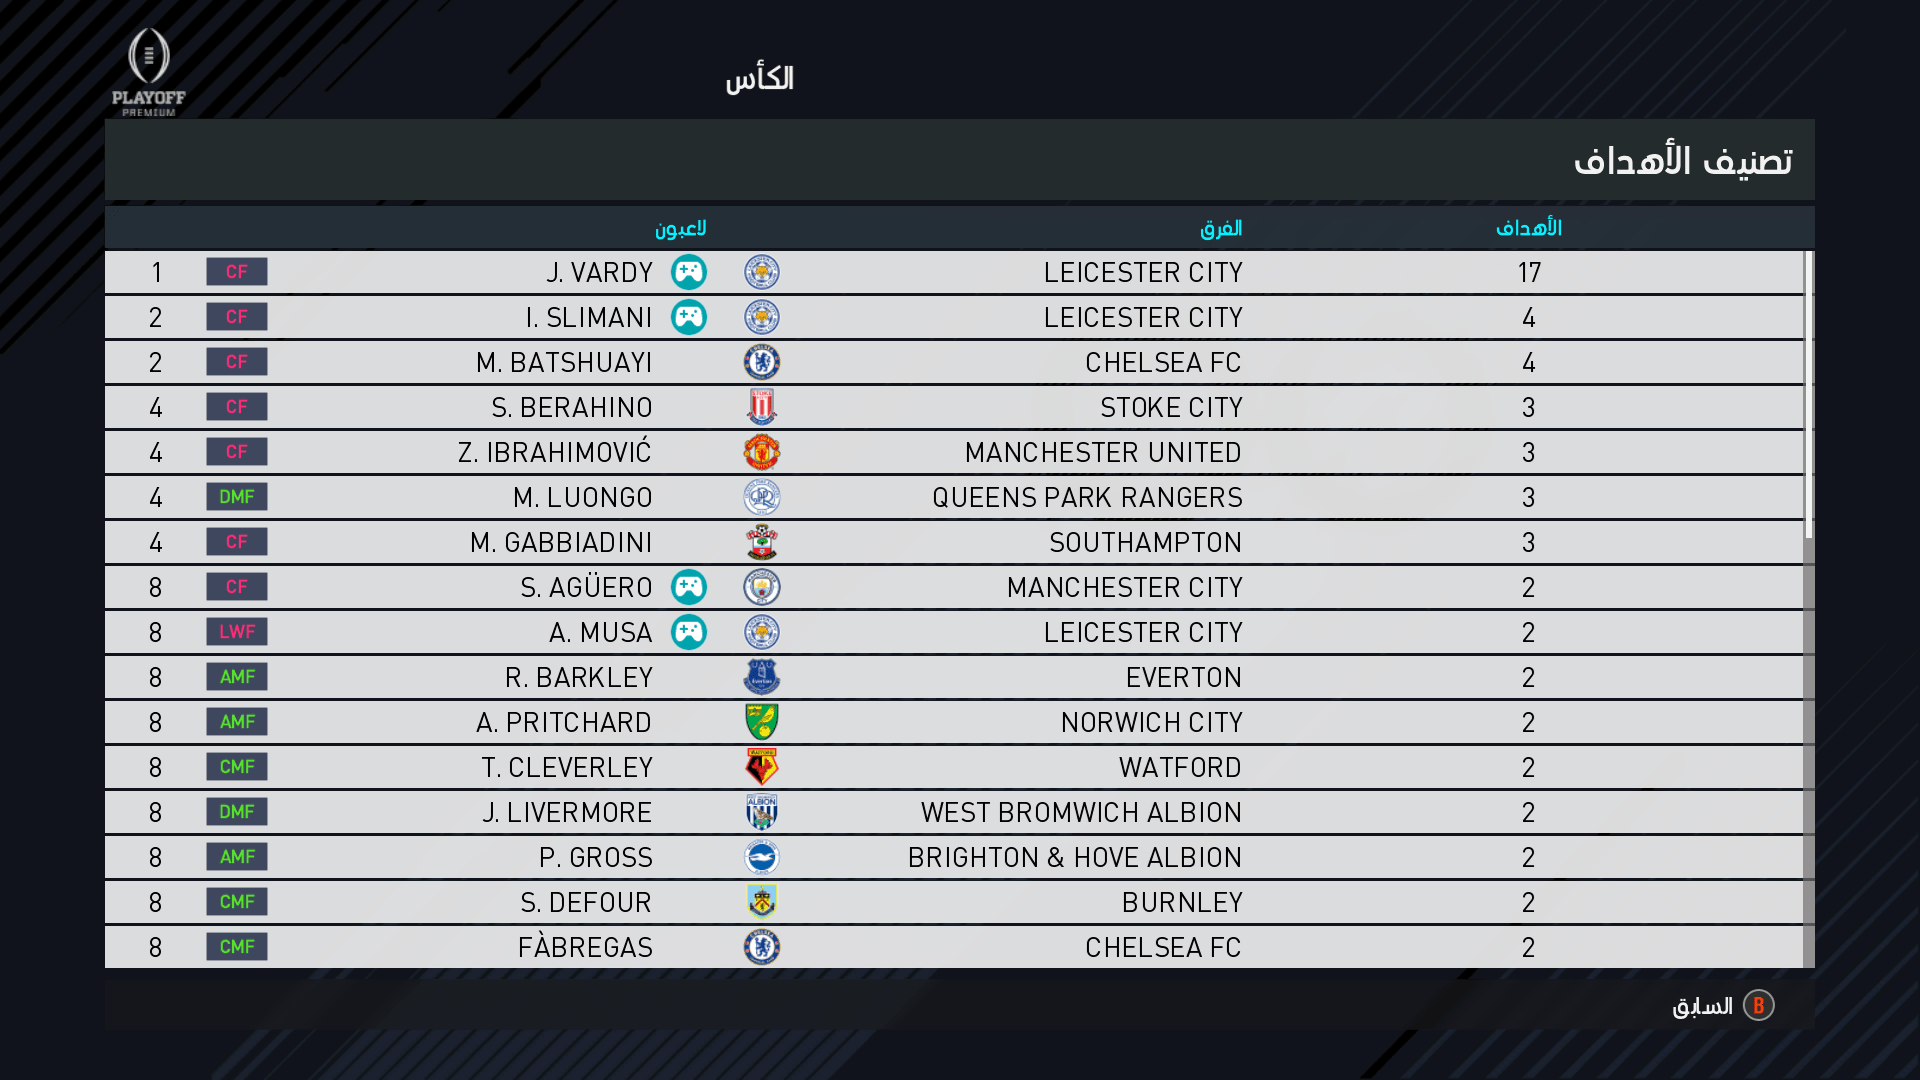 PLAYOFF
PREMIUM
الكأس
تصنيف الأهداف
لاعبون الفرق الأهداف
1 CF J. VARDY LEICESTER CITY 17
2 CF I. SLIMANI LEICESTER CITY 4
2 CF M. BATSHUAYI CHELSEA FC 4
4 CF S. BERAHINO STOKE CITY 3
4 CF Z. IBRAHIMOVIĆ MANCHESTER UNITED 3
4 DMF M. LUONGO QUEENS PARK RANGERS 3
4 CF M. GABBIADINI SOUTHAMPTON 3
8 CF S. AGÜERO MANCHESTER CITY 2
8 LWF A. MUSA LEICESTER CITY 2
8 AMF R. BARKLEY EVERTON 2
8 AMF A. PRITCHARD NORWICH CITY 2
8 CMF T. CLEVERLEY WATFORD 2
8 DMF J. LIVERMORE WEST BROMWICH ALBION 2
8 AMF P. GROSS BRIGHTON & HOVE ALBION 2
8 CMF S. DEFOUR BURNLEY 2
8 CMF FÀBREGAS CHELSEA FC 2
B السابق